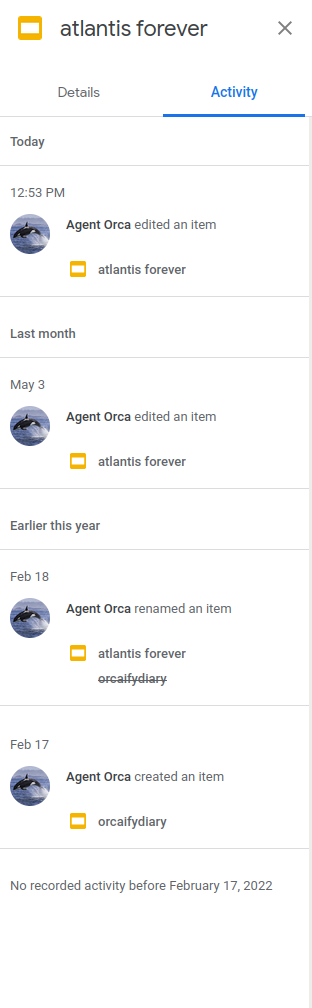 atlantis forever
Details
Activity
Today
12:53 PM
Agent Orca edited an item
atlantis forever
Last month
May 3
Agent Orca edited an item
atlantis forever
Earlier this year
Feb 18
Agent Orca renamed an item
atlantis forever
orcaifydiary
Feb 17
Agent Orca created an item
orcaifydiary
No recorded activity before February 17, 2022